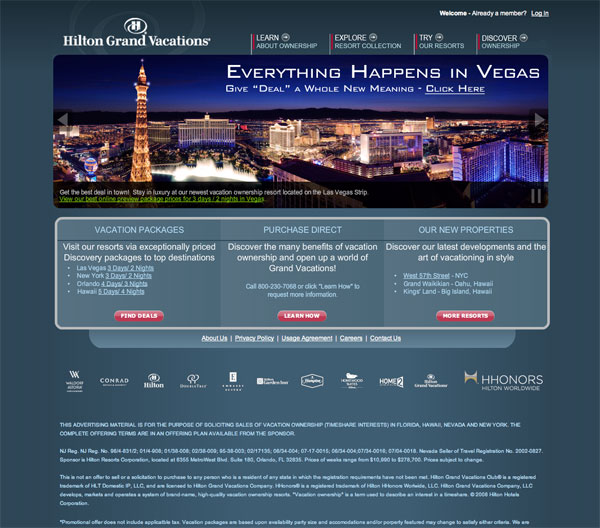 Welcome - Already a member? Log In
Hilton Grand Vacations®
LEARN
ABOUT OWNERSHIP
EXPLORE
RESORT COLLECTION
TRY
OUR RESORTS
DISCOVER
OWNERSHIP
EVERYTHING HAPPENS IN VEGAS
GIVE “DEAL” A WHOLE NEW MEANING - CLICK HERE
Get the best deal in town! Stay in luxury at our newest vacation ownership resort located on the Las Vegas Strip.
View our best online preview package prices for 3 days / 2 nights in Vegas.
VACATION PACKAGES
Visit our resorts via exceptionally priced
Discovery packages to top destinations
• Las Vegas 3 Days/ 2 Nights
• New York 3 Days/ 2 Nights
• Orlando 4 Days/ 3 Nights
• Hawaii 5 Days/ 4 Nights
FIND DEALS
PURCHASE DIRECT
Discover the many benefits of vacation
ownership and open up a world of
Grand Vacations!
Call 800-230-7068 or click "Learn How" to
request more information.
LEARN HOW
OUR NEW PROPERTIES
Discover our latest developments and the
art of vacationing in style
• West 57th Street - NYC
• Grand Waikikian - Oahu, Hawaii
• Kings' Land - Big Island, Hawaii
MORE RESORTS
About Us | Privacy Policy | Usage Agreement | Careers | Contact Us
WALDORF
ASTORIA
CONRAD
Hilton
DOUBLETREE
EMBASSY
SUITES
Hilton
Garden Inn
Hampton
HOMEWOOD
SUITES
HOME2
Hilton
Grand Vacations
HHONORS
HILTON WORLDWIDE
THIS ADVERTISING MATERIAL IS FOR THE PURPOSE OF SOLICITING SALES OF VACATION OWNERSHIP (TIMESHARE INTERESTS) IN FLORIDA, HAWAII, NEVADA AND NEW YORK. THE
COMPLETE OFFERING TERMS ARE IN AN OFFERING PLAN AVAILABLE FROM THE SPONSOR.
NJ Reg. NJ Reg. No. 96/4-831/2; 01/4-908; 01/38-008; 02/38-009; 95-38-003; 02/17135; 06/34-004; 07-17-0015; 06/34-004;07/34-0016; 07/04-0018. Nevada Seller of Travel Registration No. 2002-0827.
Sponsor is Hilton Resorts Corporation, located at 6355 MetroWest Blvd. Suite 180, Orlando, FL 32835. Prices of weeks range from $10,990 to $278,700. Prices subject to change.
This is not an offer to sell or a solicitation to purchase to any person who is a resident of any state in which the registration requirements have not been met. Hilton Grand Vacations Club® is a registered
trademark of HLT Domestic IP, LLC, and are licensed to Hilton Grand Vacations Company. HHonors® is a registered trademark of Hilton HHonors Worldwide, LLC. Hilton Grand Vacations Company, LLC
develops, markets and operates a system of brand-name, high-quality vacation ownership resorts. "Vacation ownership" is a term used to describe an interest in a timeshare. © 2008 Hilton Hotels
Corporation.
*Promotional offer does not include applicable tax. Vacation packages are based upon availability party size and accomodations and/or property featured may change to satisfy offer criteria. We are